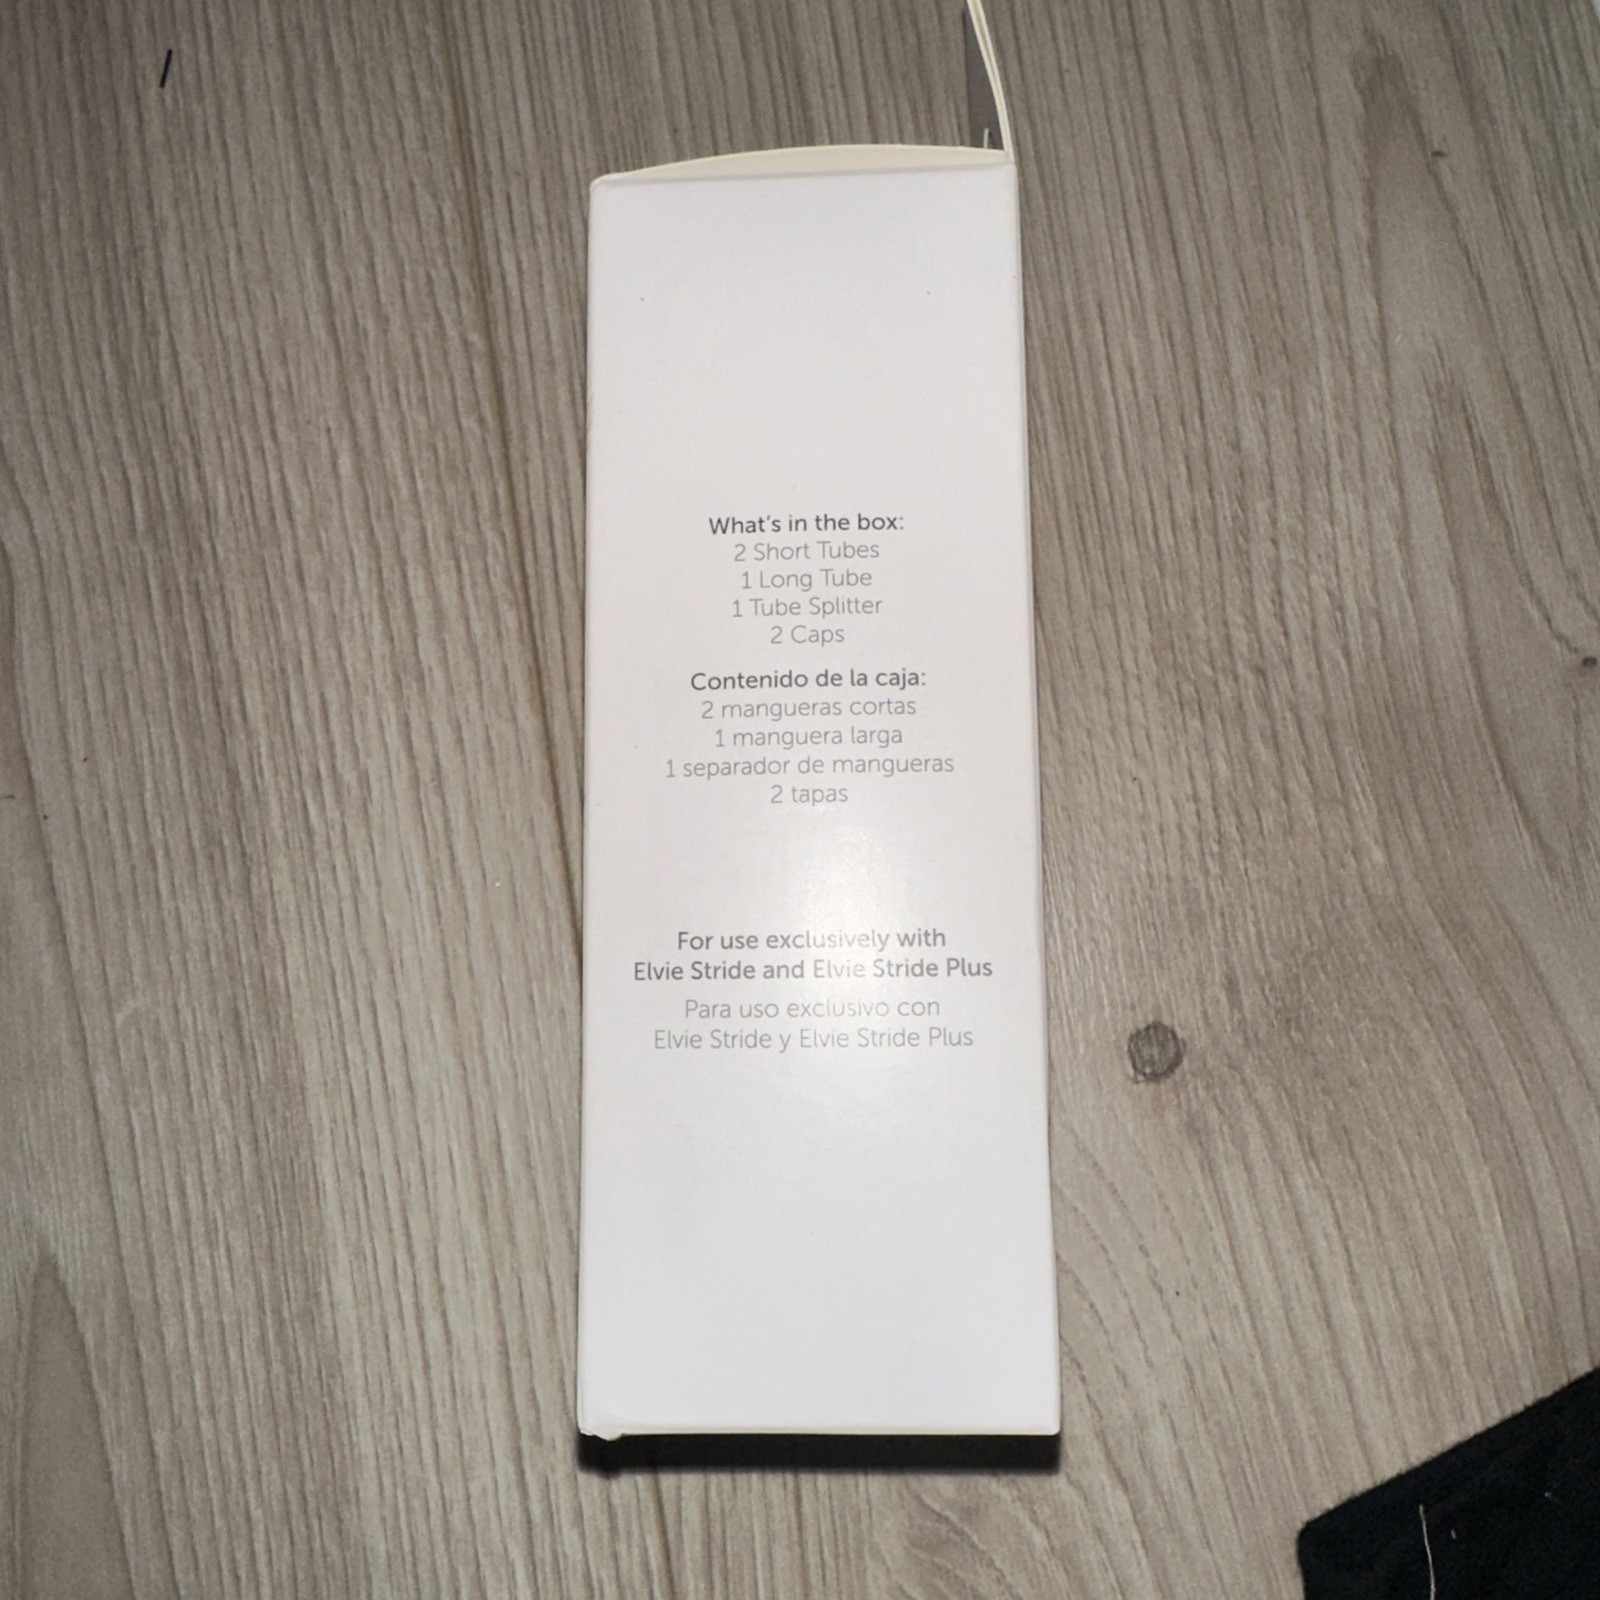 What's in the box:
2 Short Tubes
1 Long Tube
1 Tube Splitter
2 Caps
Contenido de la caja:
2 mangueras cortas
1 manguera larga
1 separador de mangueras
2 tapas
For use exclusively with
Elvie Stride and Elvie Stride Plus
Para uso exclusivo con
Elvie Stride y Elvie Stride Plus